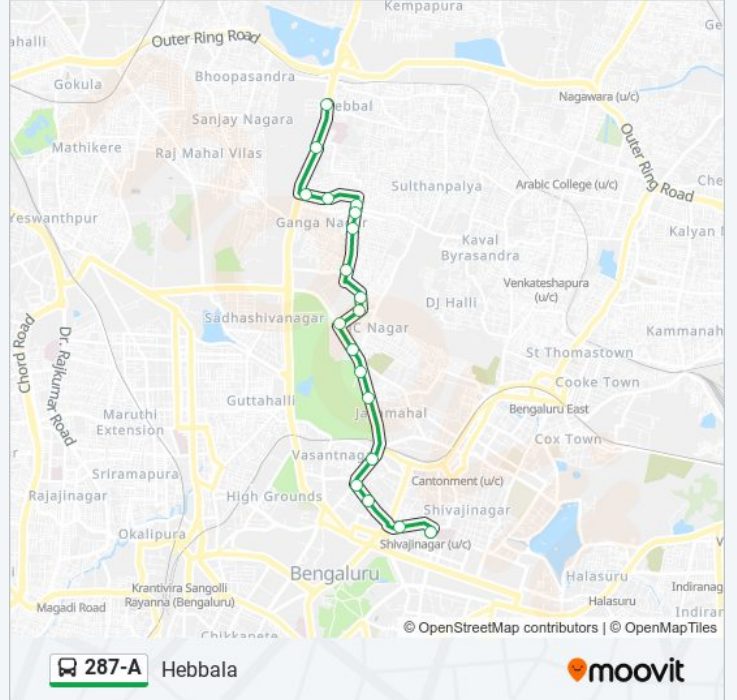 Kempapura
ahalli
Outer Ring Road
Ge
Bhoopasandra
Gokula
Nagawara (u/c)
Hebbal
Sanjay Nagara
Outer Ring Road
Mathikere
Raj Mahal Vilas
Sulthanpalya
Arabic College (u/c)
Che
Yeswanthpur
Ganga Nagar
Kalyan
Kaval
Byrasandra
Venkateshapura
(u/c)
DJ Halli
Sadhashivanagar
JC Nagar
Kammanah
Chord Road
Dr. Rajkumar Road
St Thomastown
Cooke Town
Guttahalli
Maruthi
Extension
Jayamahal
Bengaluru East
Cox Town
r
Vasantnagar
Sriramapura
Cantonment (u/c)
Rajajinagar
High Grounds
Shivajinagar
Okalipura
Shivajinagar (u/c)
V
Bengaluru
Halasuru
Krantivira Sangolli
Rayanna (Bengaluru)
Indiranag
Magadi Road
Halasuru
Indiran
Chikkapete
© OpenStreetMap contributors | © OpenMapTiles
287-A Hebbala
moovit